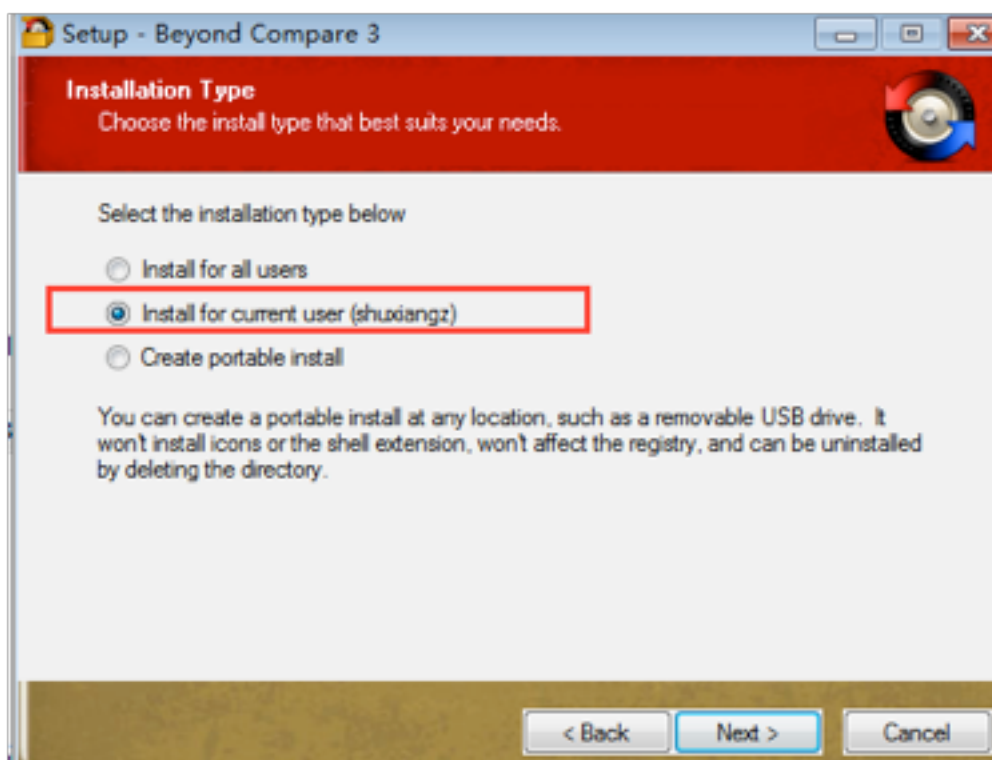 Setup - Beyond Compare 3
Installation Type
Choose the install type that best suits your needs.
Select the installation type below
Install for all users
Install for current user (shuxiangz)
Create portable install
You can create a portable install at any location, such as a removable USB drive. It
won't install icons or the shell extension, won't affect the registry, and can be uninstalled
by deleting the directory.
< Back Next > Cancel